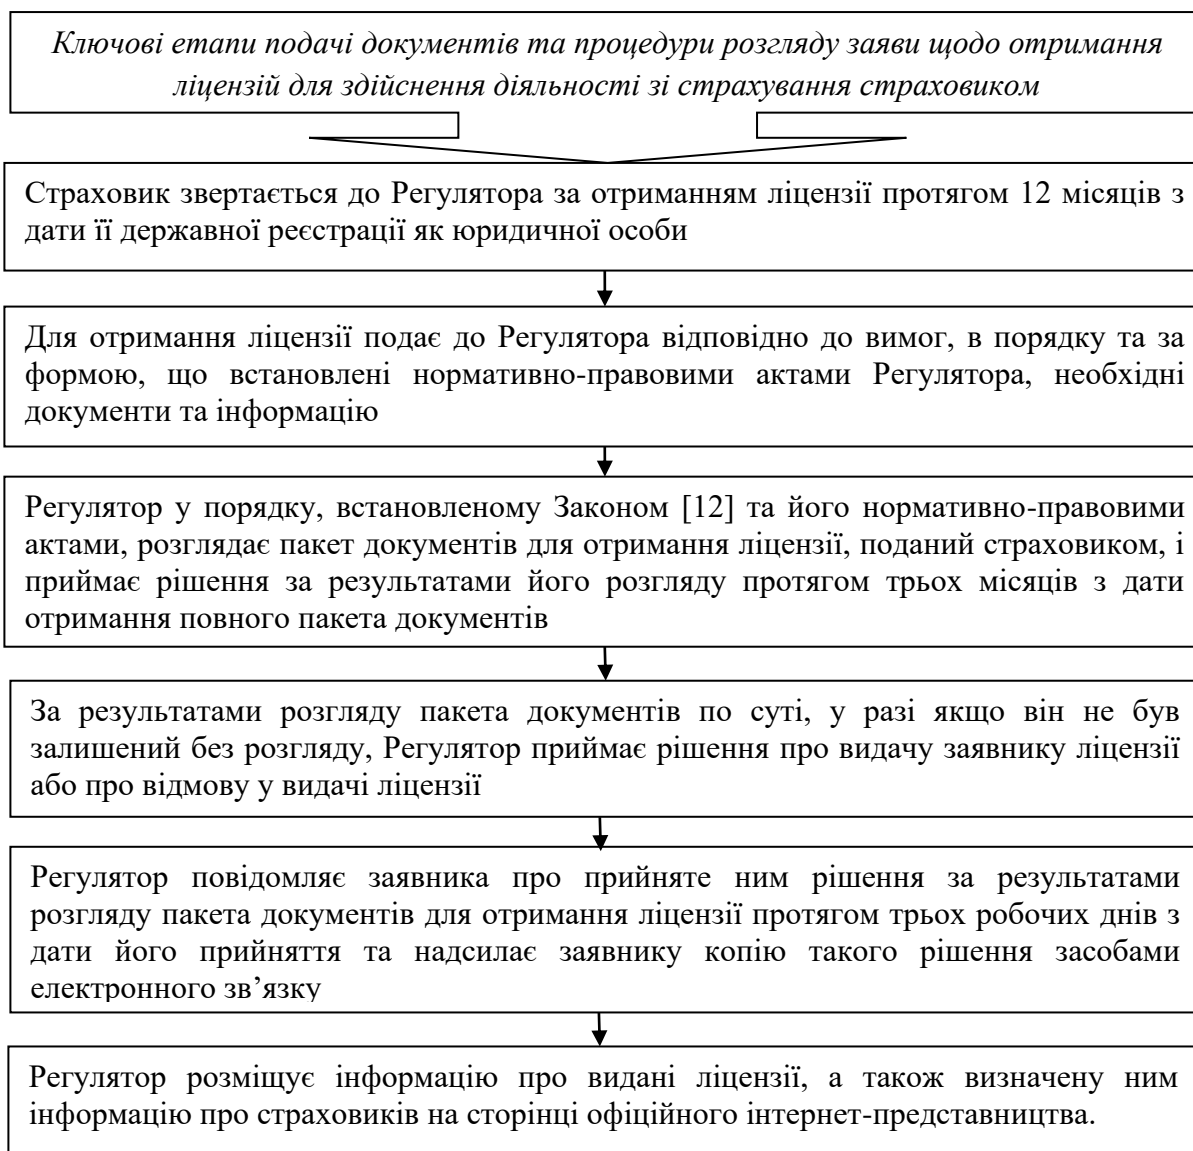 Ключові етапи подачі документів та процедури розгляду заяви щодо отримання
ліцензій для здійснення діяльності зі страхування страховиком
Страховик звертається до Регулятора за отриманням ліцензії протягом 12 місяців з
дати її державної реєстрації як юридичної особи
Для отримання ліцензії подає до Регулятора відповідно до вимог, в порядку та за
формою, що встановлені нормативно-правовими актами Регулятора, необхідні
документи та інформацію
Регулятор у порядку, встановленому Законом [12] та його нормативно-правовими
актами, розглядає пакет документів для отримання ліцензії, поданий страховиком, і
приймає рішення за результатами його розгляду протягом трьох місяців з дати
отримання повного пакета документів
За результатами розгляду пакета документів по суті, у разі якщо він не був
залишений без розгляду, Регулятор приймає рішення про видачу заявнику ліцензії
або про відмову у видачі ліцензії
Регулятор повідомляє заявника про прийняте ним рішення за результатами
розгляду пакета документів для отримання ліцензії протягом трьох робочих днів з
дати його прийняття та надсилає заявнику копію такого рішення засобами
електронного зв’язку
Регулятор розміщує інформацію про видані ліцензії, а також визначену ним
інформацію про страховиків на сторінці офіційного інтернет-представництва.